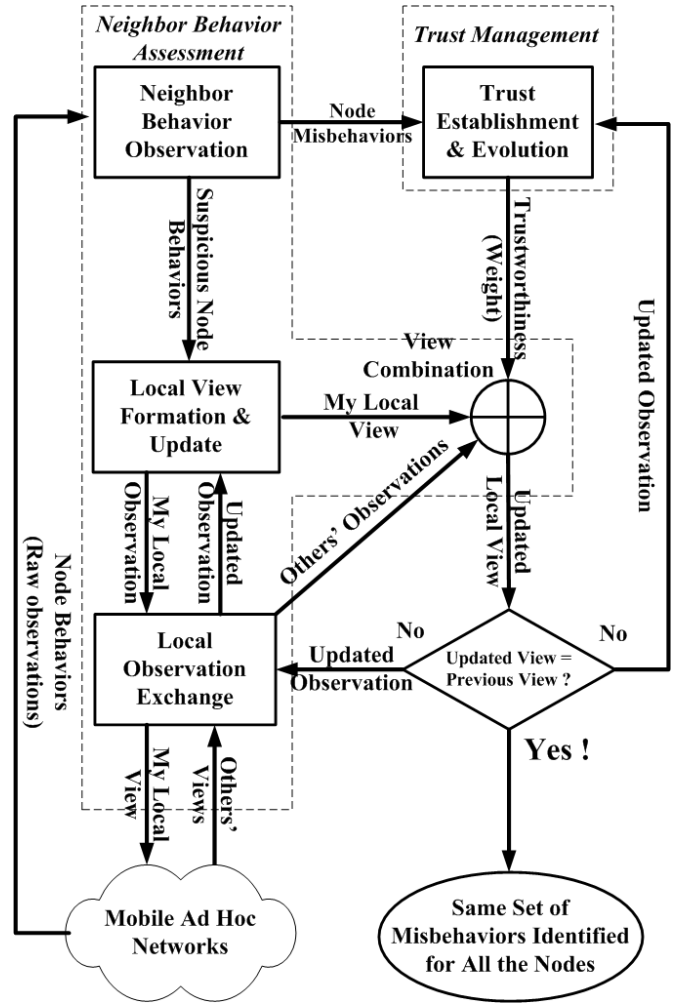 Neighbor Behavior
Assessment
Trust Management
Neighbor
Behavior
Observation
Node
Misbehaviors
Trust
Establishment
& Evolution
Suspicious Node
Behaviors
Trustworthiness
(Weight)
Updated Observation
View
Combination
Local View
Formation &
Update
My Local
View
My Local
Observation
Updated
Observation
Others' Observations
Updated
Local View
Node Behaviors
(Raw observations)
Local
Observation
Exchange
No
Updated
Observation
Updated View =
Previous View ?
No
Yes !
My Local
View
Others'
Views
Mobile Ad Hoc
Networks
Same Set of
Misbehaviors Identified
for All the Nodes